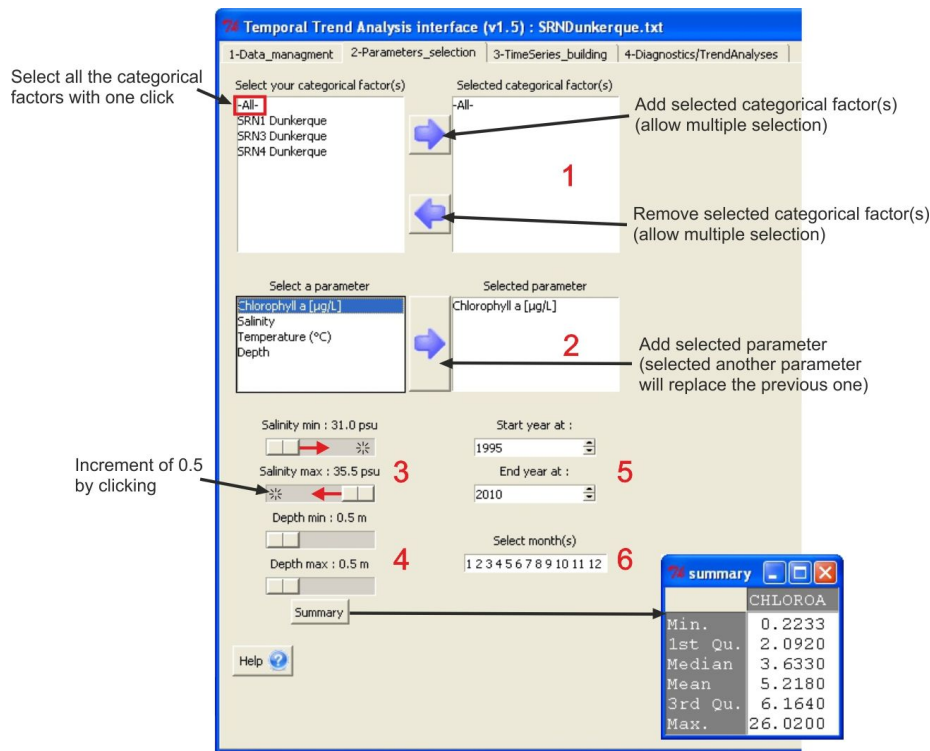 Temporal Trend Analysis interface (v1.5) : SRNDunkerque.txt
1-Data_managment 2-Parameters_selection 3-TimeSeries_building 4-Diagnostics/TrendAnalyses
Select all the categorical
factors with one click
Select your categorical factor(s)
-All-
SRN1 Dunkerque
SRN3 Dunkerque
SRN4 Dunkerque
Selected categorical factor(s)
-All-
1
Add selected categorical factor(s)
(allow multiple selection)
Remove selected categorical factor(s)
(allow multiple selection)
Select a parameter
Chlorophyll a [µg/L]
Salinity
Temperature (°C)
Depth
Selected parameter
Chlorophyll a [µg/L]
2
Add selected parameter
(selected another parameter
will replace the previous one)
Salinity min : 31.0 psu
Salinity max : 35.5 psu
3
Increment of 0.5
by clicking
Depth min : 0.5 m
Depth max : 0.5 m
4
Start year at :
1995
End year at :
2010
5
Select month(s)
1 2 3 4 5 6 7 8 9 10 11 12
6
Summary
Help
summary
CHLOROA
Min. 0.2233
1st Qu. 2.0920
Median 3.6330
Mean 5.2180
3rd Qu. 6.1640
Max. 26.0200